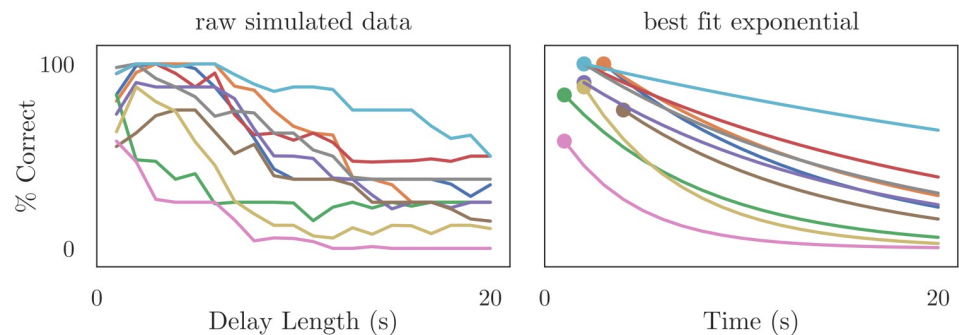 raw simulated data
best fit exponential
% Correct
100
0
0
20
0
20
Delay Length (s)
Time (s)